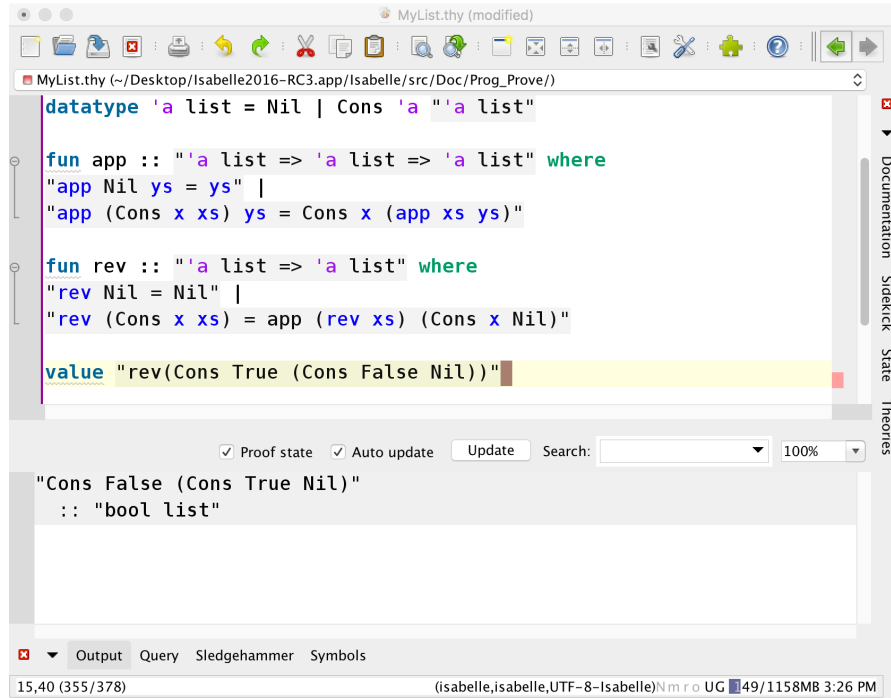 MyList.thy (modified)
MyList.thy (~/Desktop/Isabelle2016-RC3.app/Isabelle/src/Doc/Prog_Prove/)
datatype 'a list = Nil | Cons 'a "'a list"
fun app :: "'a list => 'a list => 'a list" where
"app Nil ys = ys" |
"app (Cons x xs) ys = Cons x (app xs ys)"
fun rev :: "'a list => 'a list" where
"rev Nil = Nil" |
"rev (Cons x xs) = app (rev xs) (Cons x Nil)"
value "rev(Cons True (Cons False Nil))"
Documentation
Sidekick
State
Theories
Proof state Auto update Update Search: 100%
"Cons False (Cons True Nil)"
:: "bool list"
Output Query Sledgehammer Symbols
15,40 (355/378) (isabelle,isabelle,UTF-8-Isabelle)N m r o UG 149/1158MB 3:26 PM